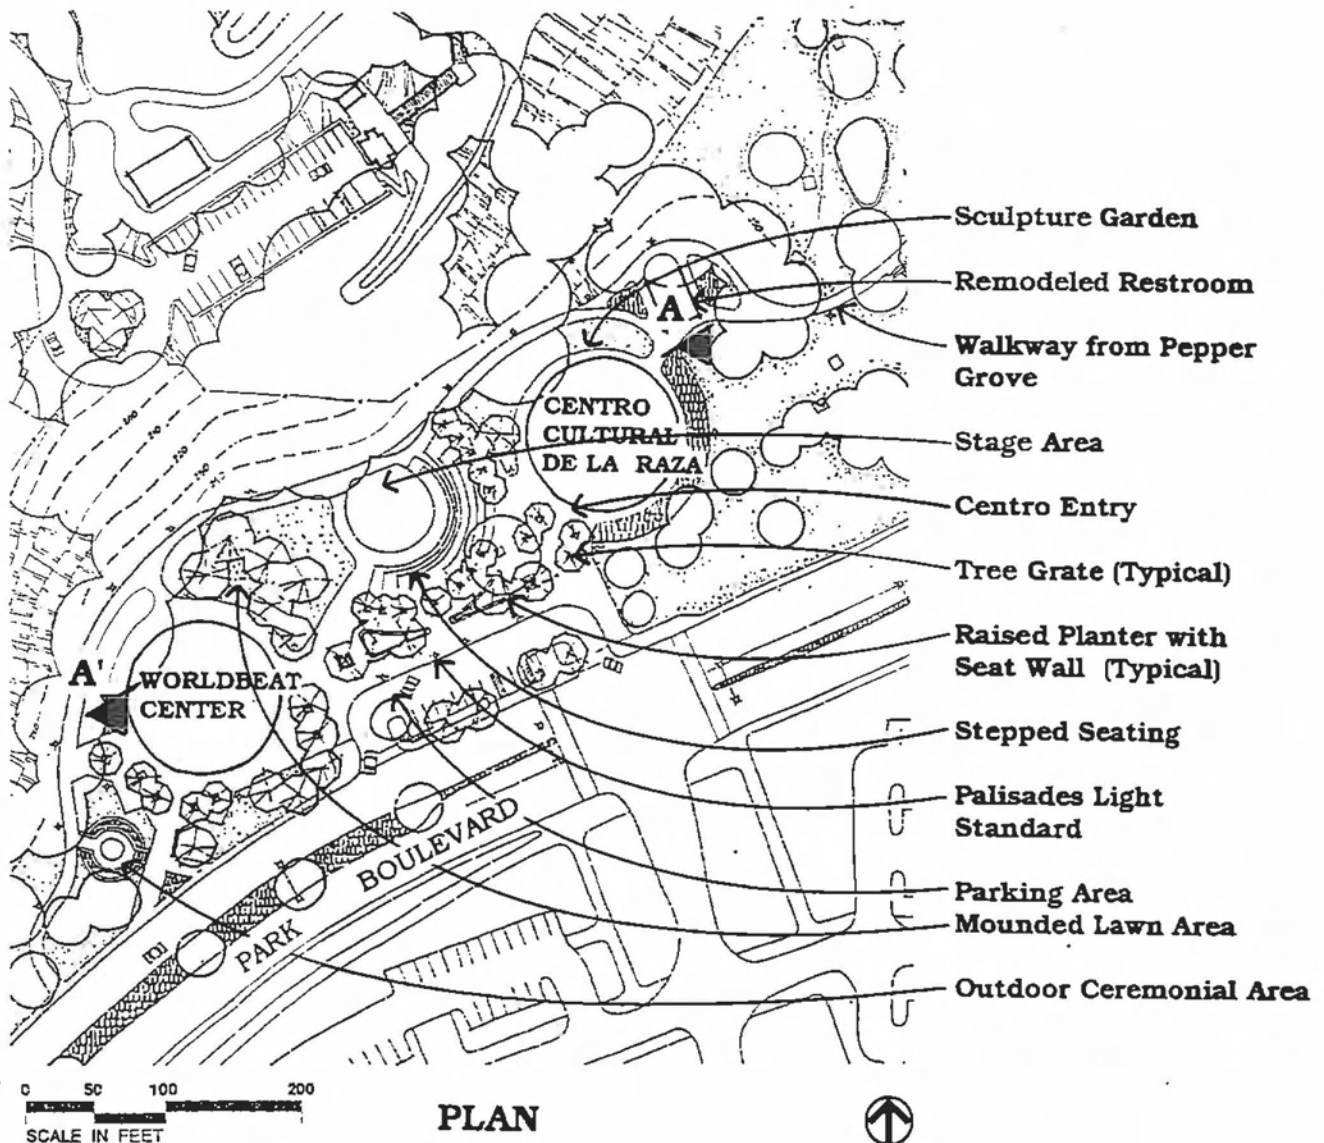 Sculpture Garden
Remodeled Restroom
A
Walkway from Pepper
Grove
CENTRO
CULTURAL
DE LA RAZA
Stage Area
Centro Entry
Tree Grate (Typical)
Raised Planter with
Seat Wall (Typical)
A'
WORLDBEAT
CENTER
Stepped Seating
Palisades Light
Standard
PARK BOULEVARD
Parking Area
Mounded Lawn Area
Outdoor Ceremonial Area
0 50 100 200
SCALE IN FEET
PLAN